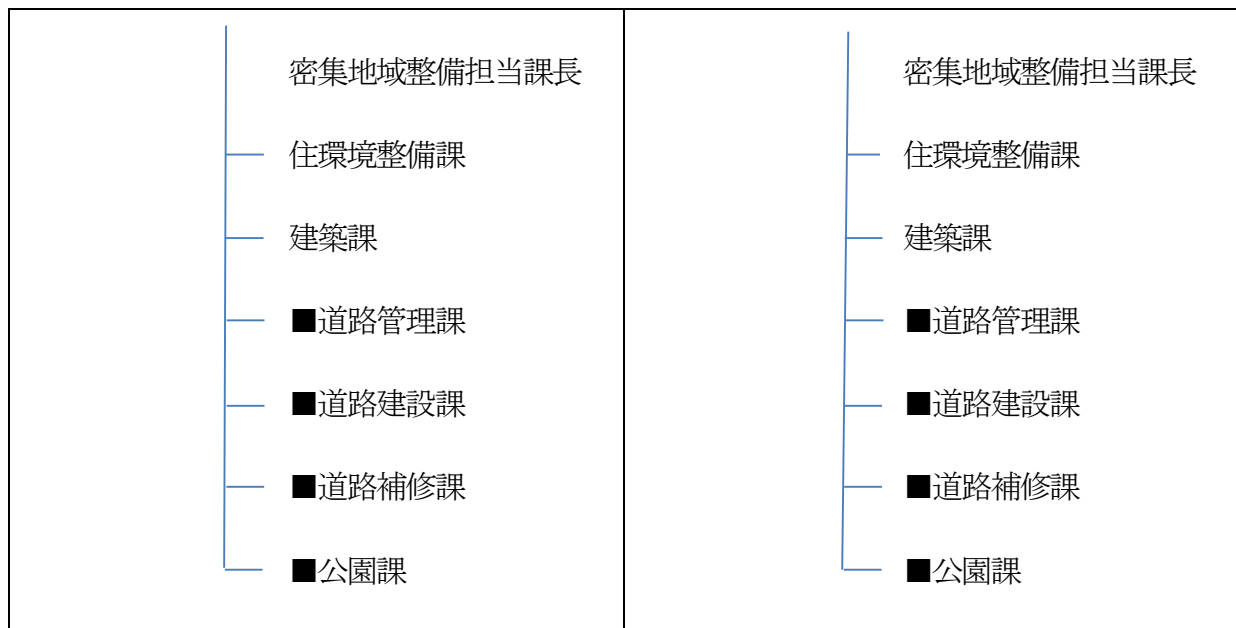 密集地域整備担当課長
住環境整備課
建築課
■道路管理課
■道路建設課
■道路補修課
■公園課
密集地域整備担当課長
住環境整備課
建築課
■道路管理課
■道路建設課
■道路補修課
■公園課